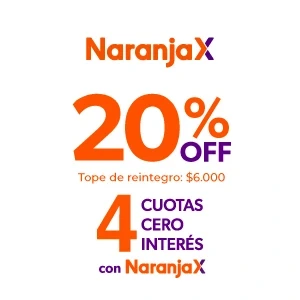 NaranjaX
20% OFF
Tope de reintegro: $6.000
4 CUOTAS
CERO
INTERÉS
con NaranjaX